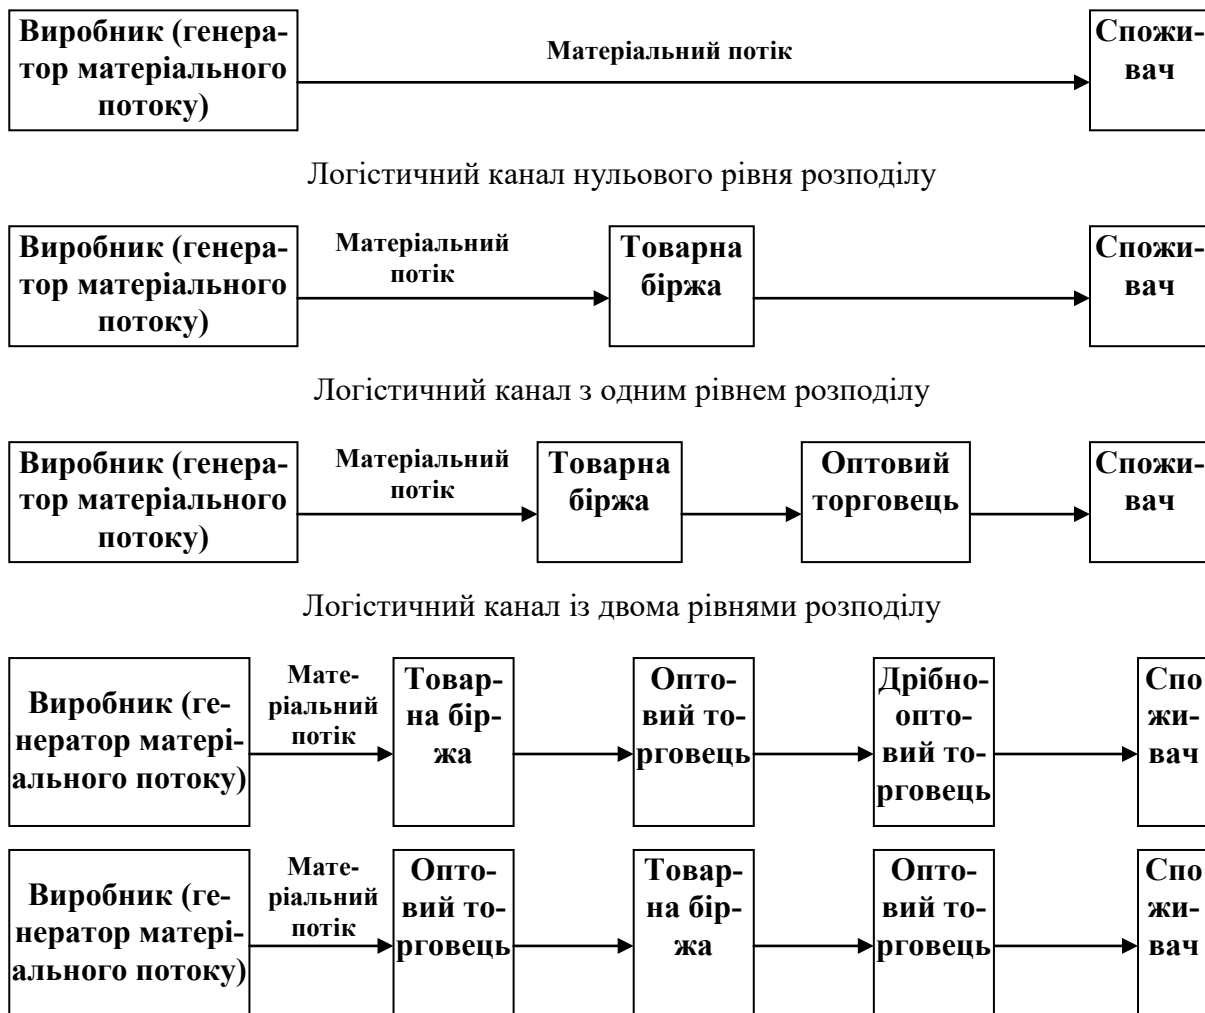 Виробник (генера-
тор матеріального
потоку)
Матеріальний потік
Спожи-
вач
Логістичний канал нульового рівня розподілу
Виробник (генера-
тор матеріального
потоку)
Матеріальний
потік
Товарна
біржа
Спожи-
вач
Логістичний канал з одним рівнем розподілу
Виробник (генера-
тор матеріального
потоку)
Матеріальний
потік
Товарна
біржа
Оптовий
торговець
Спожи-
вач
Логістичний канал із двома рівнями розподілу
Виробник (ге-
нератор матері-
ального потоку)
Мате-
ріальний
потік
Товар-
на бір-
жа
Опто-
вий то-
рговець
Дрібно-
опто-
вий то-
рговець
Спо
жи-
вач
Виробник (ге-
нератор матері-
ального потоку)
Мате-
ріальний
потік
Опто-
вий то-
рговець
Товар-
на бір-
жа
Опто-
вий то-
рговець
Спо
жи-
вач